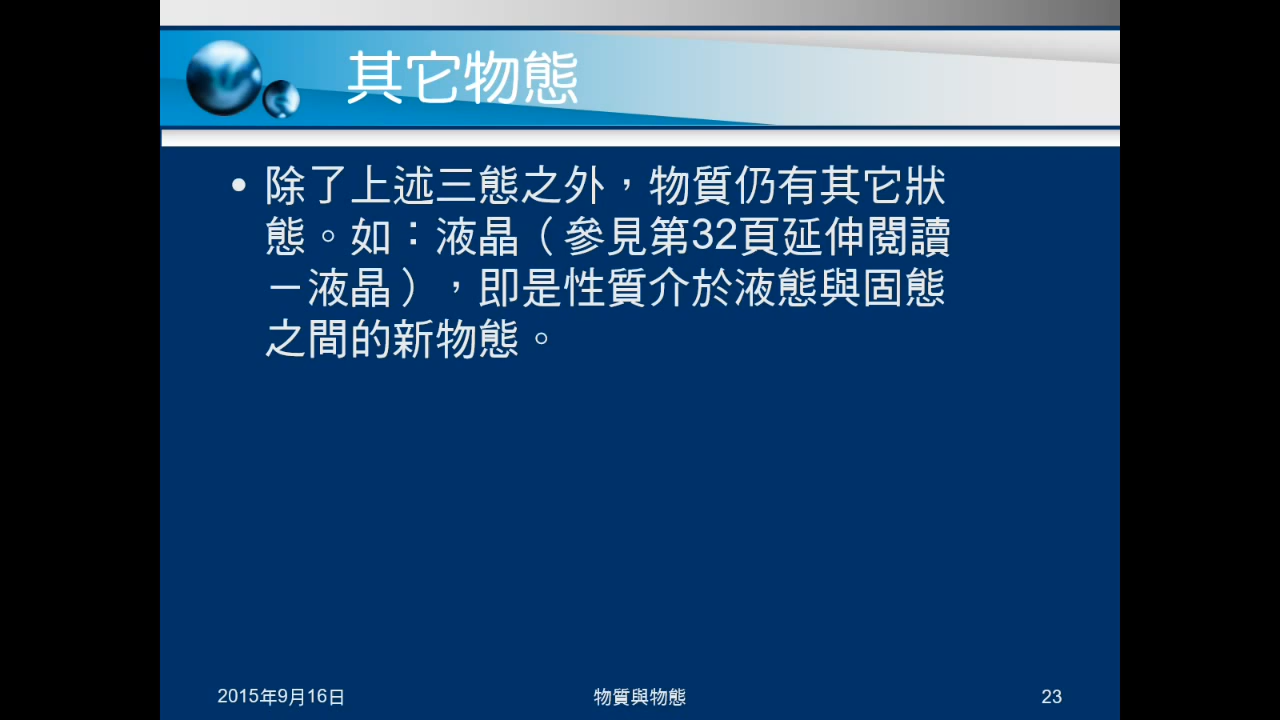 其它物態
•除了上述三態之外，物質仍有其它狀
態。如：液晶（參見第32頁延伸閱讀
－液晶），即是性質介於液態與固態
之間的新物態。
2015年9月16日
物質與物態
23